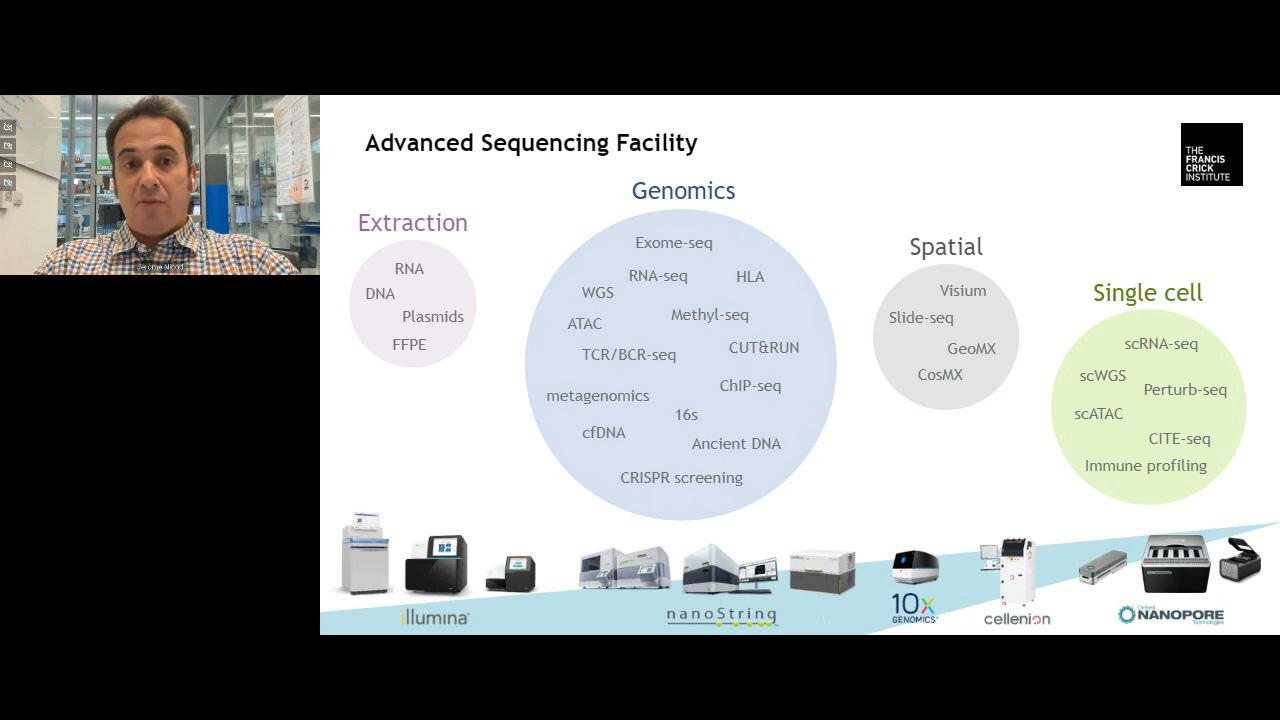 Advanced Sequencing Facility
THE
FRANCIS
CRICK
INSTITUTE
Extraction
RNA
DNA
Plasmids
FFPE
Genomics
Exome-seq
RNA-seq
HLA
WGS
Methyl-seq
ATAC
TCR/BCR-seq
CUT&RUN
ChIP-seq
metagenomics
16s
cfDNA
Ancient DNA
CRISPR screening
Spatial
Visium
Slide-seq
GeoMX
CosMX
Single cell
scRNA-seq
scWGS
Perturb-seq
scATAC
CITE-seq
Immune profiling
illumina
nanoString
10x
GENOMICS
cellenion
Oxford
NANOPORE
Technologies